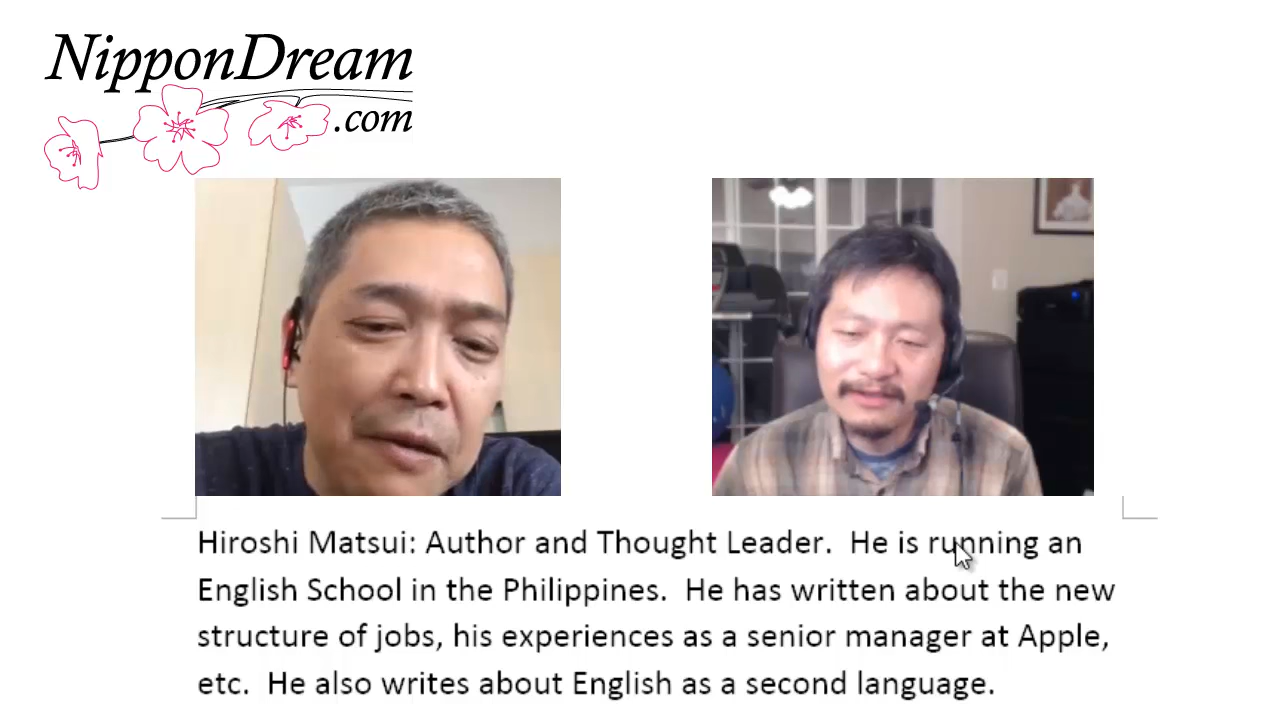 NipponDream
.com
Hiroshi Matsui: Author and Thought Leader.  He is running an
English School in the Philippines.  He has written about the new
structure of jobs, his experiences as a senior manager at Apple,
etc.  He also writes about English as a second language.